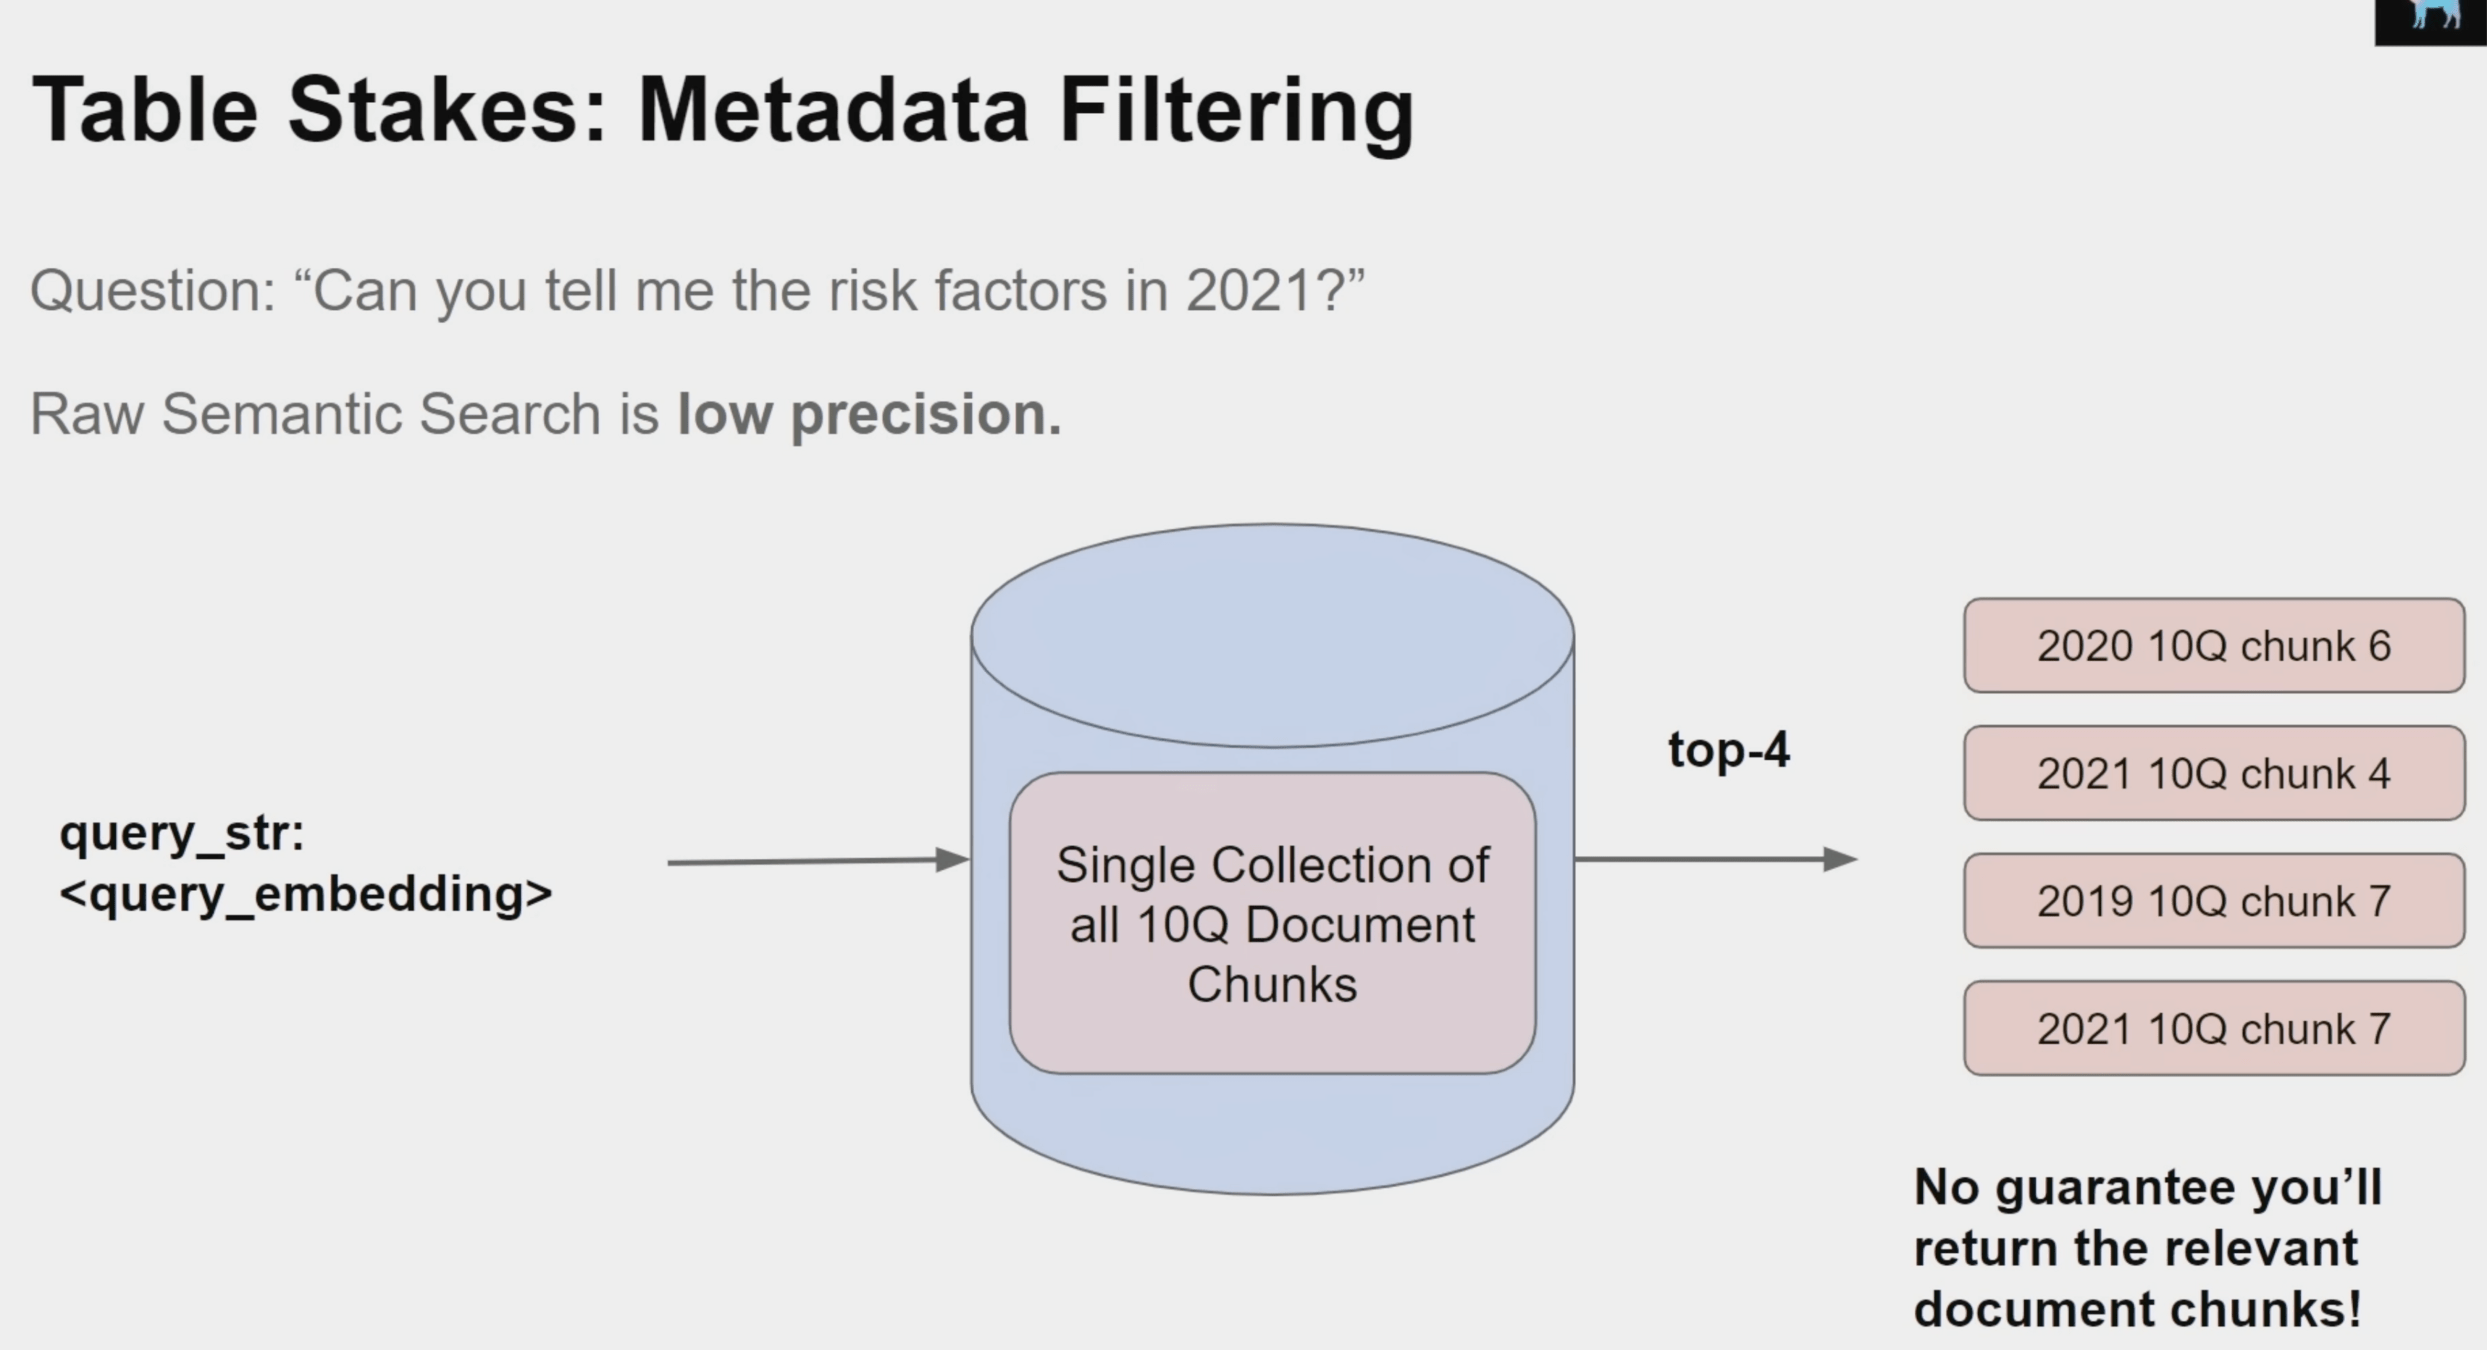 Table Stakes: Metadata Filtering
Question: “Can you tell me the risk factors in 2021?”
Raw Semantic Search is low precision.
query_str:
<query_embedding>
Single Collection of
all 10Q Document
Chunks
top-4
2020 10Q chunk 6
2021 10Q chunk 4
2019 10Q chunk 7
2021 10Q chunk 7
No guarantee you’ll
return the relevant
document chunks!